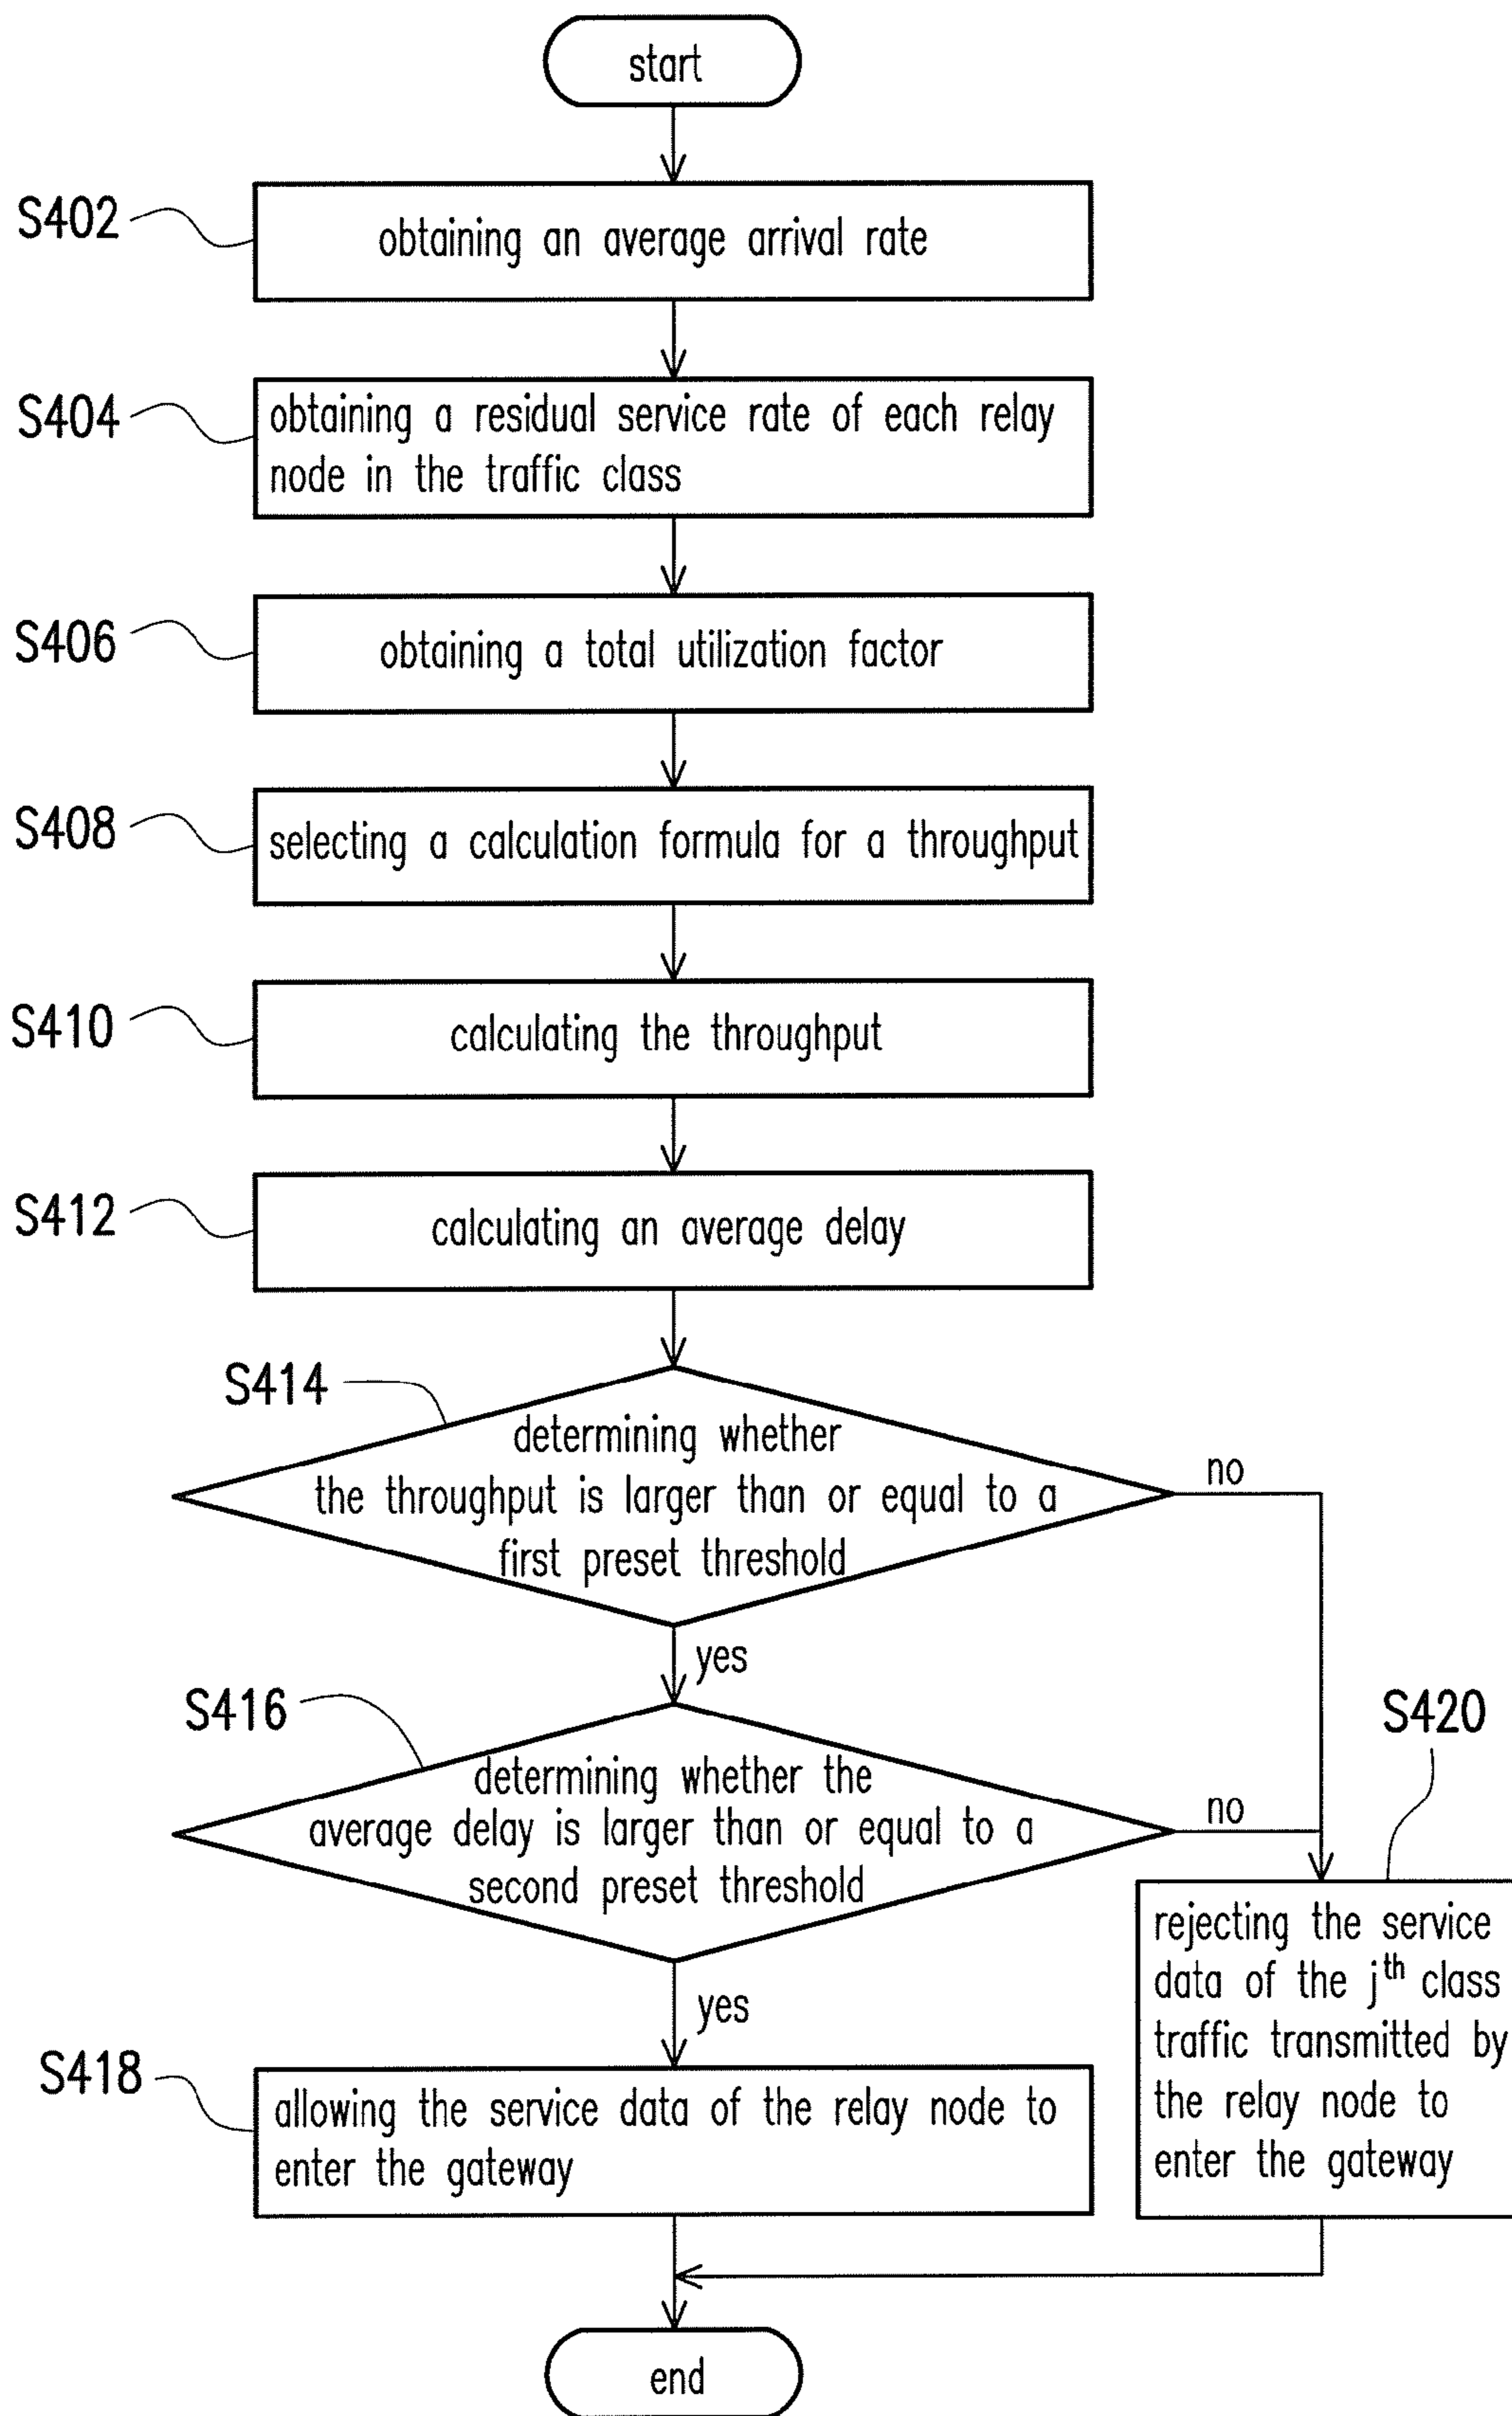 start
S402
obtaining an average arrival rate
S404
obtaining a residual service rate of each relay
node in the traffic class
S406
obtaining a total utilization factor
S408
selecting a calculation formula for a throughput
S410
calculating the throughput
S412
calculating an average delay
S414
determining whether
the throughput is larger than or equal to a
first preset threshold
no
yes
S416
determining whether the
average delay is larger than or equal to a
second preset threshold
no
yes
S420
rejecting the service
data of the jth class
traffic transmitted by
the relay node to
enter the gateway
S418
allowing the service data of the relay node to
enter the gateway
end